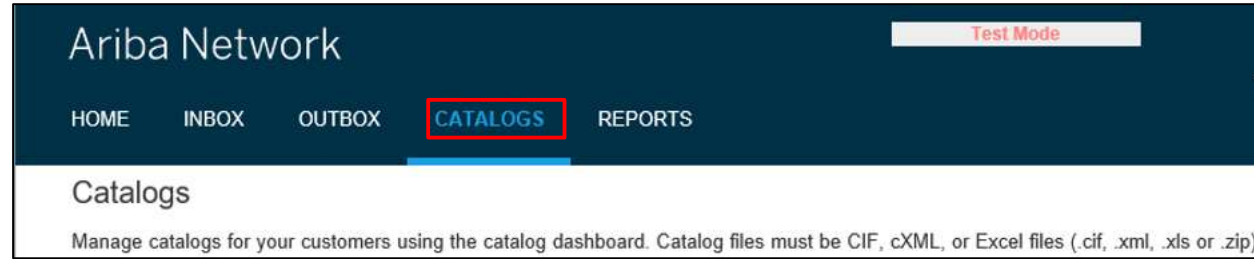 Ariba Network
Test Mode
HOME INBOX OUTBOX CATALOGS REPORTS
Catalogs
Manage catalogs for your customers using the catalog dashboard. Catalog files must be CIF, cXML, or Excel files (.cif, .xml, .xls or .zip)